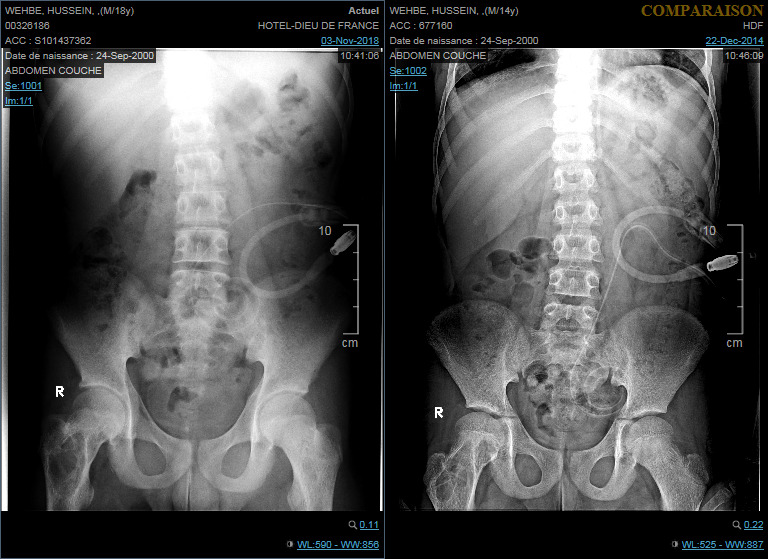 WEHBE, HUSSEIN, ,(M/18y)
Actuel
00326186
HOTEL-DIEU DE FRANCE
ACC : S101437362
03-Nov-2018
Date de naissance : 24-Sep-2000
10:41:06
ABDOMEN COUCHE
Se:1001
Im:1/1
10
cm
R
0.11
WL:590 - WW:856
WEHBE, HUSSEIN, ,(M/14y)
COMPARAISON
ACC : 677160
HDF
Date de naissance : 24-Sep-2000
22-Dec-2014
ABDOMEN COUCHE
10:46:09
Se:1002
Im:1/1
10
cm
R
0.22
WL:525 - WW:887